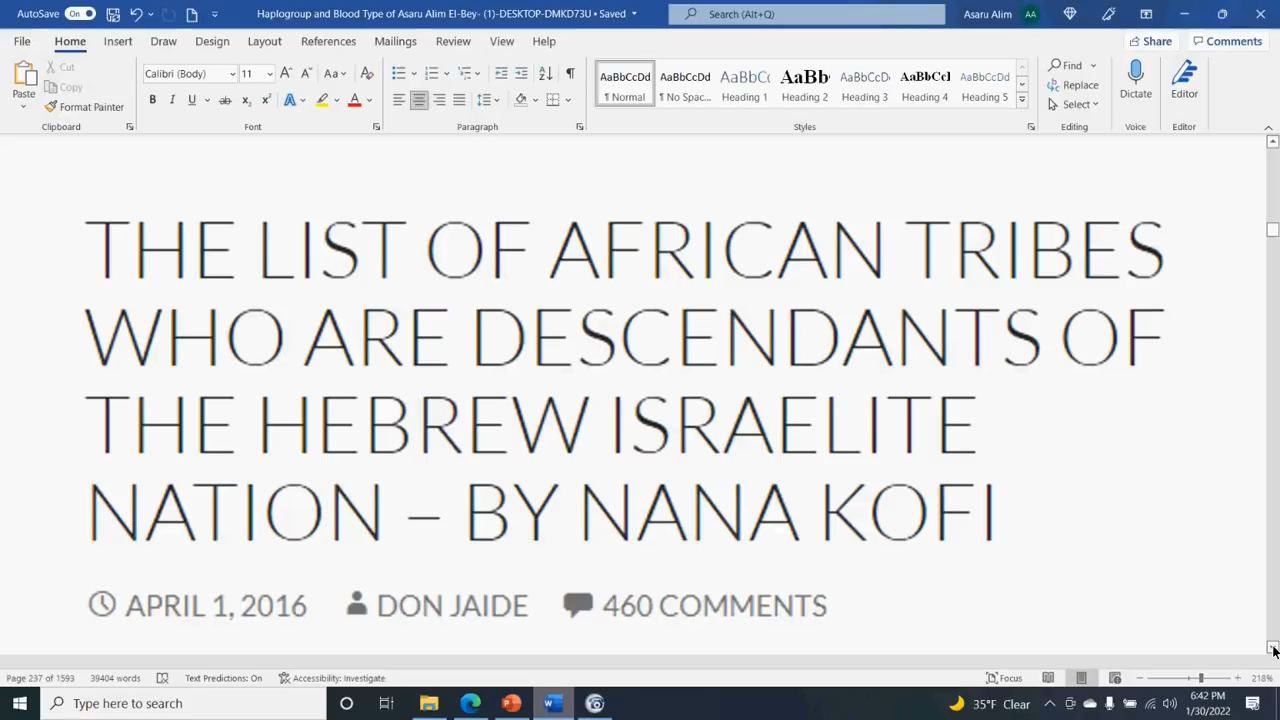 AutoSave On Haplogroup and Blood Type of Asaru Alim El-Bey- (1)-DESKTOP-DMKD73U • Saved Search (Alt+Q) Asaru Alim AA
File Home Insert Draw Design Layout References Mailings Review View Help Share Comments
Paste Cut Copy Format Painter
Calibri (Body) 11
AaBbCcDd AaBbCcDd AaBbCc AaBb AaBbCcDd AaBbCcI AaBbCcDd
¶ Normal ¶ No Spac... Heading 1 Heading 2 Heading 3 Heading 4 Heading 5
Find Replace Select Dictate Editor
Clipboard Font Paragraph Styles Editing Voice Editor
THE LIST OF AFRICAN TRIBES
WHO ARE DESCENDANTS OF
THE HEBREW ISRAELITE
NATION – BY NANA KOFI
APRIL 1, 2016 DON JAIDE 460 COMMENTS
Page 237 of 1593 39404 words Text Predictions: On Accessibility: Investigate Focus 218%
Type here to search 35°F Clear 6:42 PM
1/30/2022